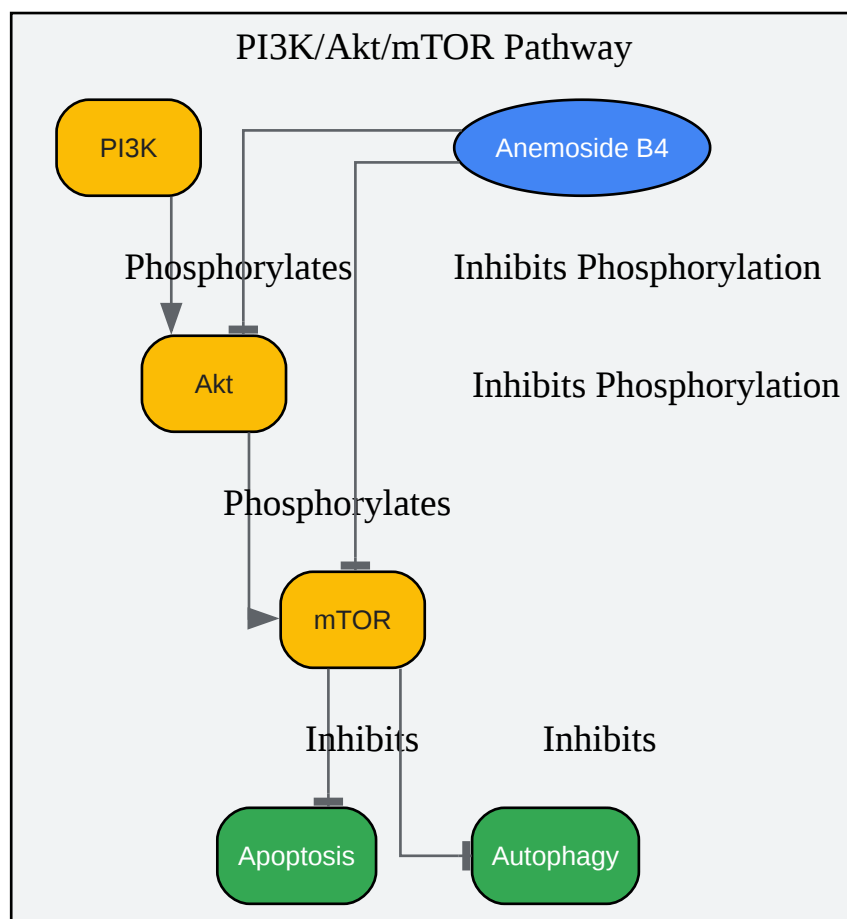 PI3K/Akt/mTOR Pathway
PI3K
Anemoside B4
Phosphorylates
Inhibits Phosphorylation
Akt
Inhibits Phosphorylation
Phosphorylates
mTOR
Inhibits
Inhibits
Apoptosis
Autophagy